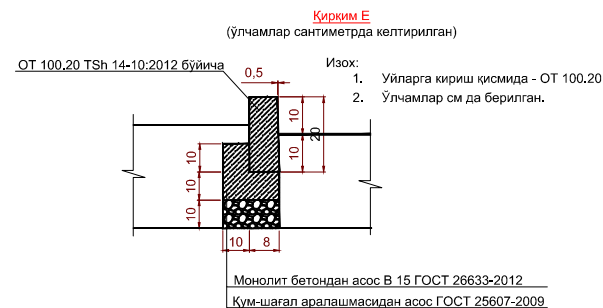 Қирқим Е
(ўлчамлар сантиметрда келтирилган)
ОТ 100.20 TSh 14-10:2012 бўйича
0,5
Изох:
1. Уйларга кириш қисмида - ОТ 100.20
2. Ўлчамлар см да берилган.
10
20
10
10
10
10
10
8
Монолит бетондан асос В 15 ГОСТ 26633-2012
Қум-шағал аралашмасидан асос ГОСТ 25607-2009